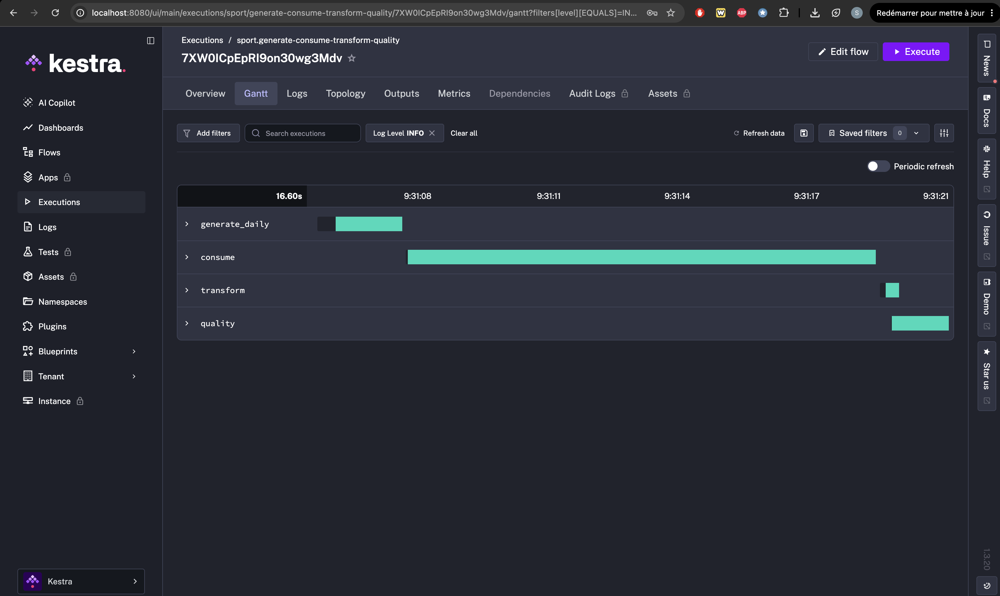 localhost:8080/ui/main/executions/sport/generate-consume-transform-quality/7XW0ICpEpRI9on30wg3Mdv/gantt?filters[level][EQUALS]=IN...
W
ABP
S
Redémarrer pour mettre à jour
kestra.
AI Copilot
Dashboards
Flows
Apps
Executions
Logs
Tests
Assets
Namespaces
Plugins
Blueprints
Tenant
Instance
Kestra
Executions / sport.generate-consume-transform-quality
7XW0ICpEpRI9on30wg3Mdv
Edit flow
Execute
Overview
Gantt
Logs
Topology
Outputs
Metrics
Dependencies
Audit Logs
Assets
Add filters
Search executions
Log Level INFO
Clear all
Refresh data
Saved filters 0
Periodic refresh
16.60s 9:31:08 9:31:11 9:31:14 9:31:17 9:31:21
generate_daily
consume
transform
quality
News
Docs
Help
Issue
Demo
Star us
1.3.20